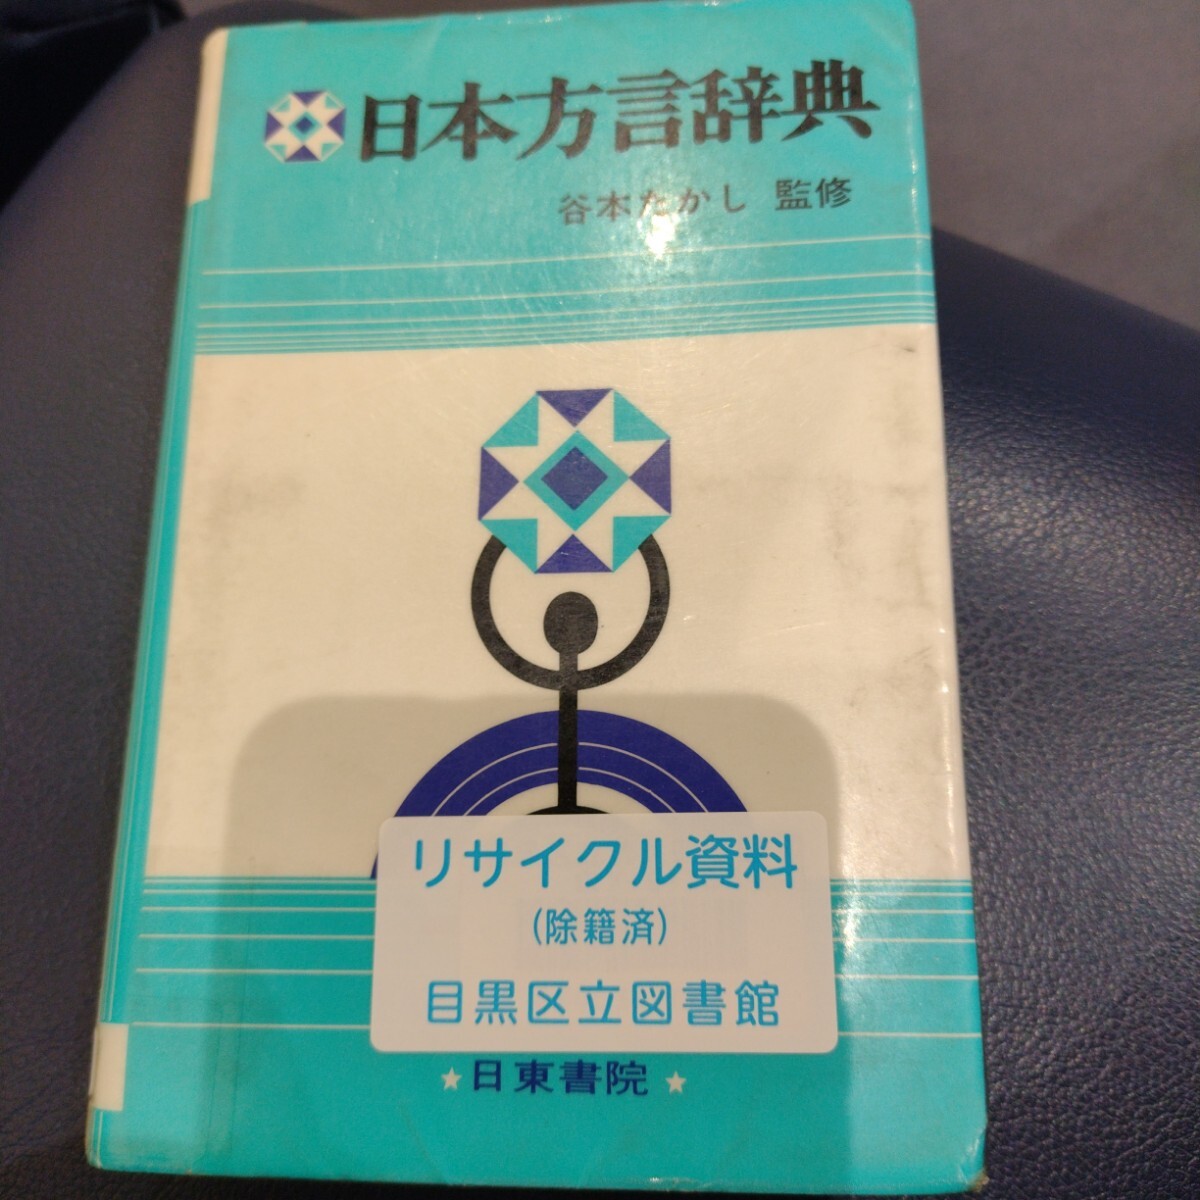 日本方言辞典
谷本たかし 監修
リサイクル資料
(除籍済)
目黒区立図書館
★日東書院★